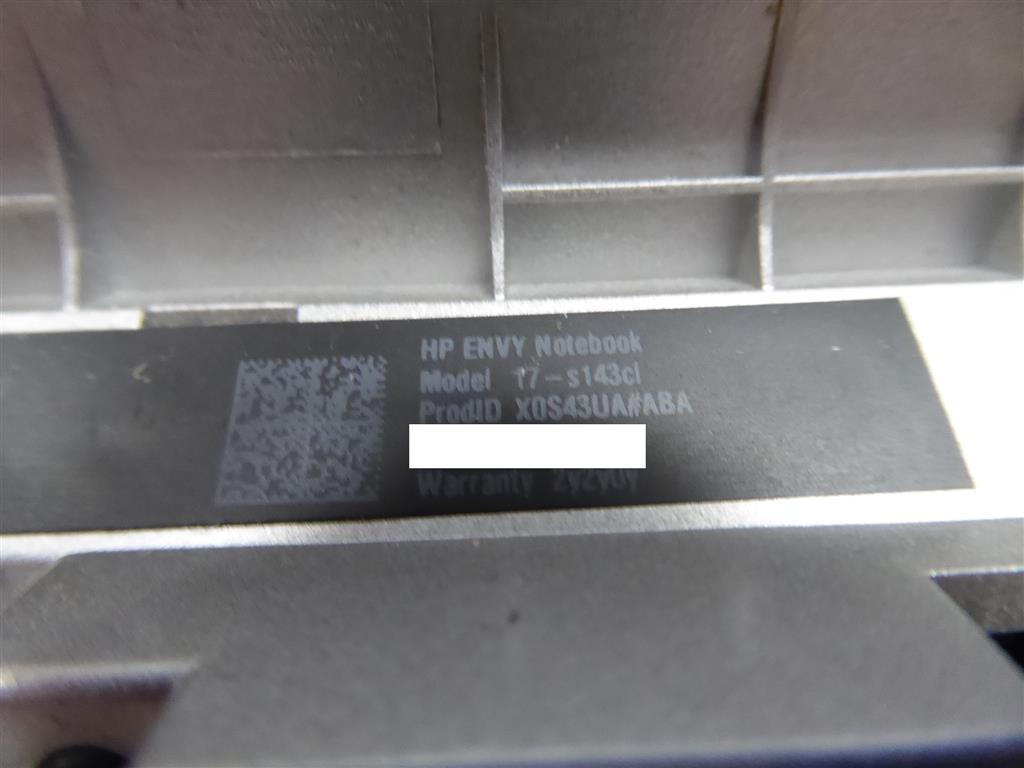 HP ENVY Notebook
Model 17-s143cl
ProdID X0S43UA#ABA
Warranty 2y2y0y